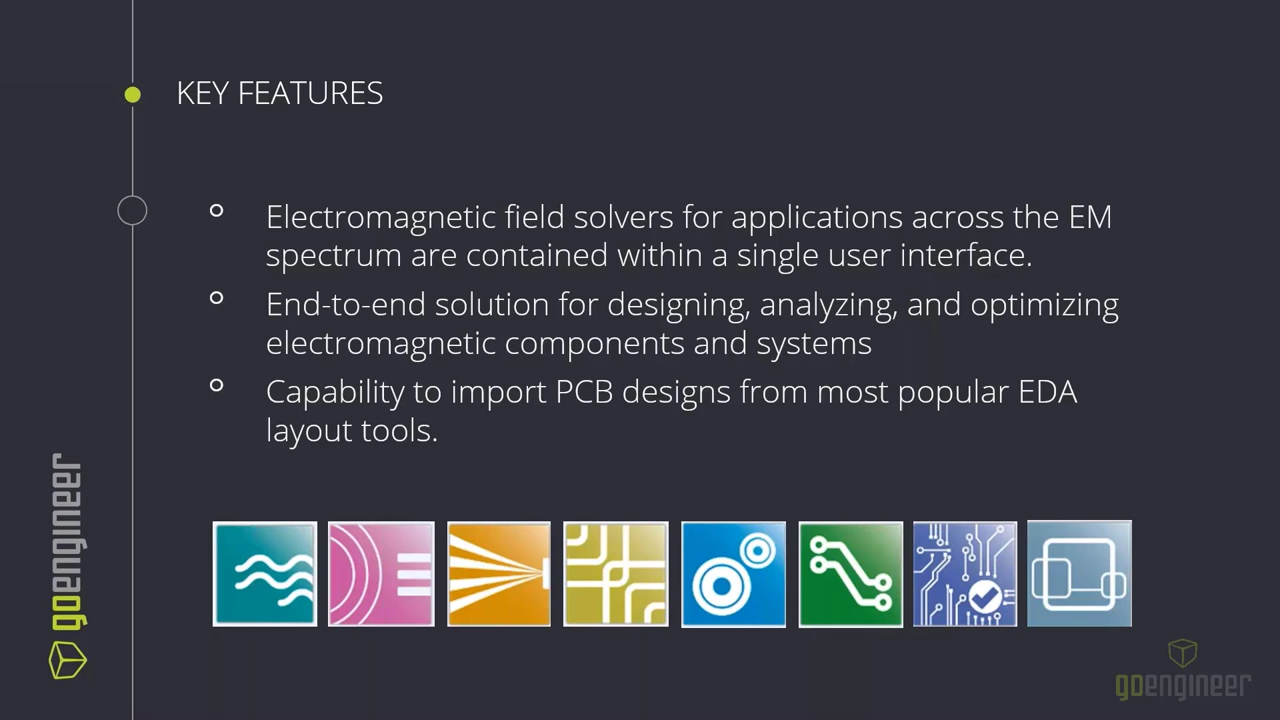 KEY FEATURES
Electromagnetic field solvers for applications across the EM
spectrum are contained within a single user interface.
End-to-end solution for designing, analyzing, and optimizing
electromagnetic components and systems
Capability to import PCB designs from most popular EDA
layout tools.
goengineer
goengineer